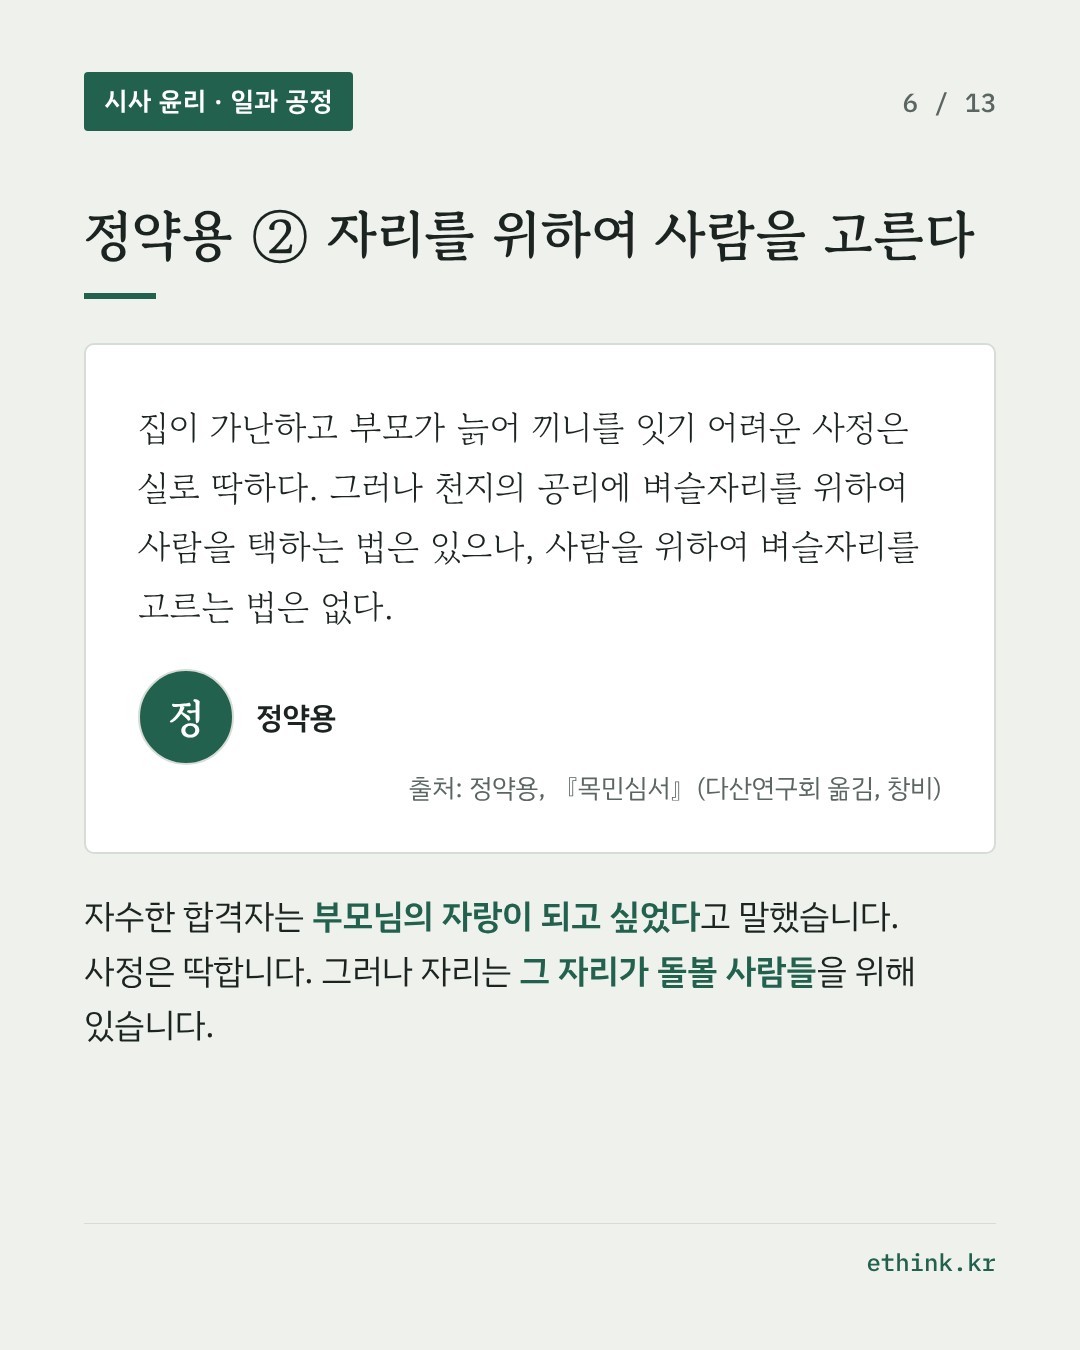 시사 윤리 · 일과 공정
6 / 13
정약용 ② 자리를 위하여 사람을 고른다
집이 가난하고 부모가 늙어 끼니를 잇기 어려운 사정은
실로 딱하다. 그러나 천지의 공리에 벼슬자리를 위하여
사람을 택하는 법은 있으나, 사람을 위하여 벼슬자리를
고르는 법은 없다.
정
정약용
출처: 정약용, 『목민심서』 (다산연구회 옮김, 창비)
자수한 합격자는 부모님의 자랑이 되고 싶었다고 말했습니다.
사정은 딱합니다. 그러나 자리는 그 자리가 돌볼 사람들을 위해
있습니다.
ethink.kr